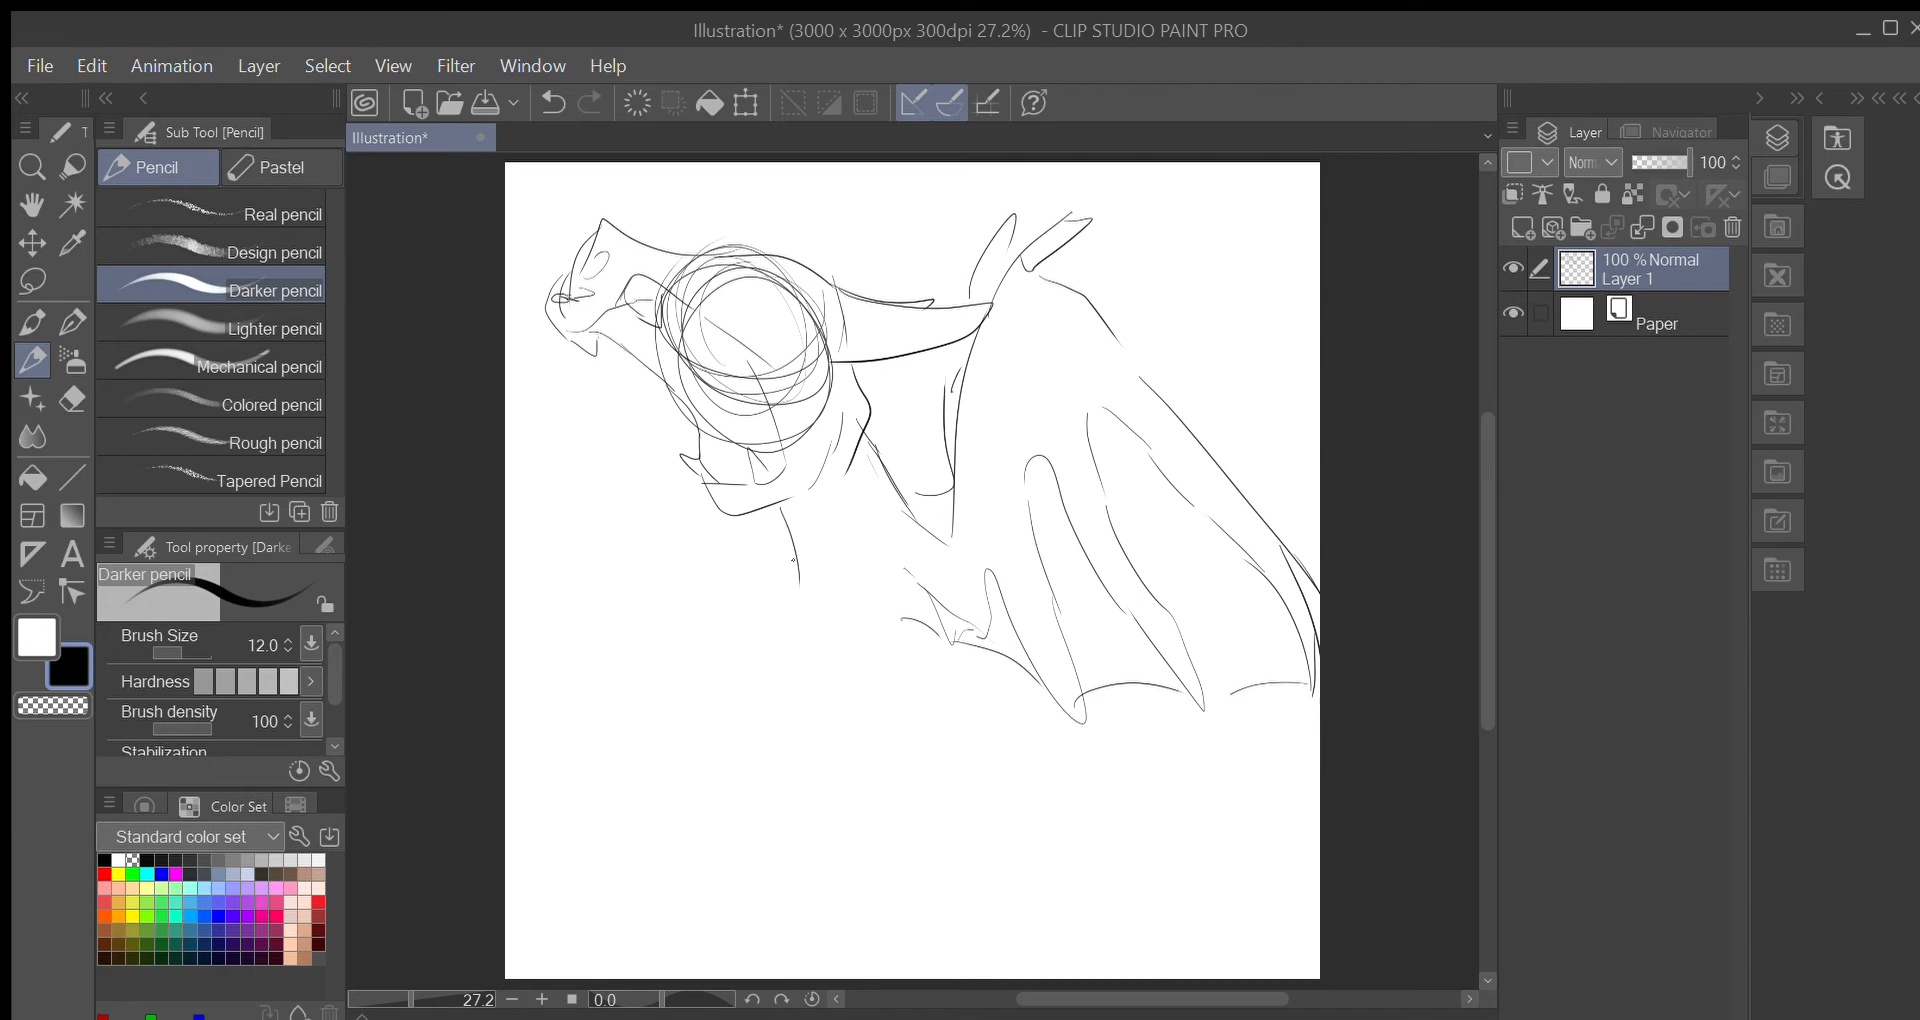 Illustration* (3000 x 3000px 300dpi 27.2%) - CLIP STUDIO PAINT PRO
File Edit Animation Layer Select View Filter Window Help
Illustration*
T
Sub Tool [Pencil]
Pencil Pastel
Real pencil
Design pencil
Darker pencil
Lighter pencil
Mechanical pencil
Colored pencil
Rough pencil
Tapered Pencil
Tool property [Darke
Darker pencil
Brush Size 12.0
Hardness
Brush density 100
Stabilization
Color Set
Standard color set
27.2 0.0
Layer Navigator
Norm 100
100 % Normal
Layer 1
Paper